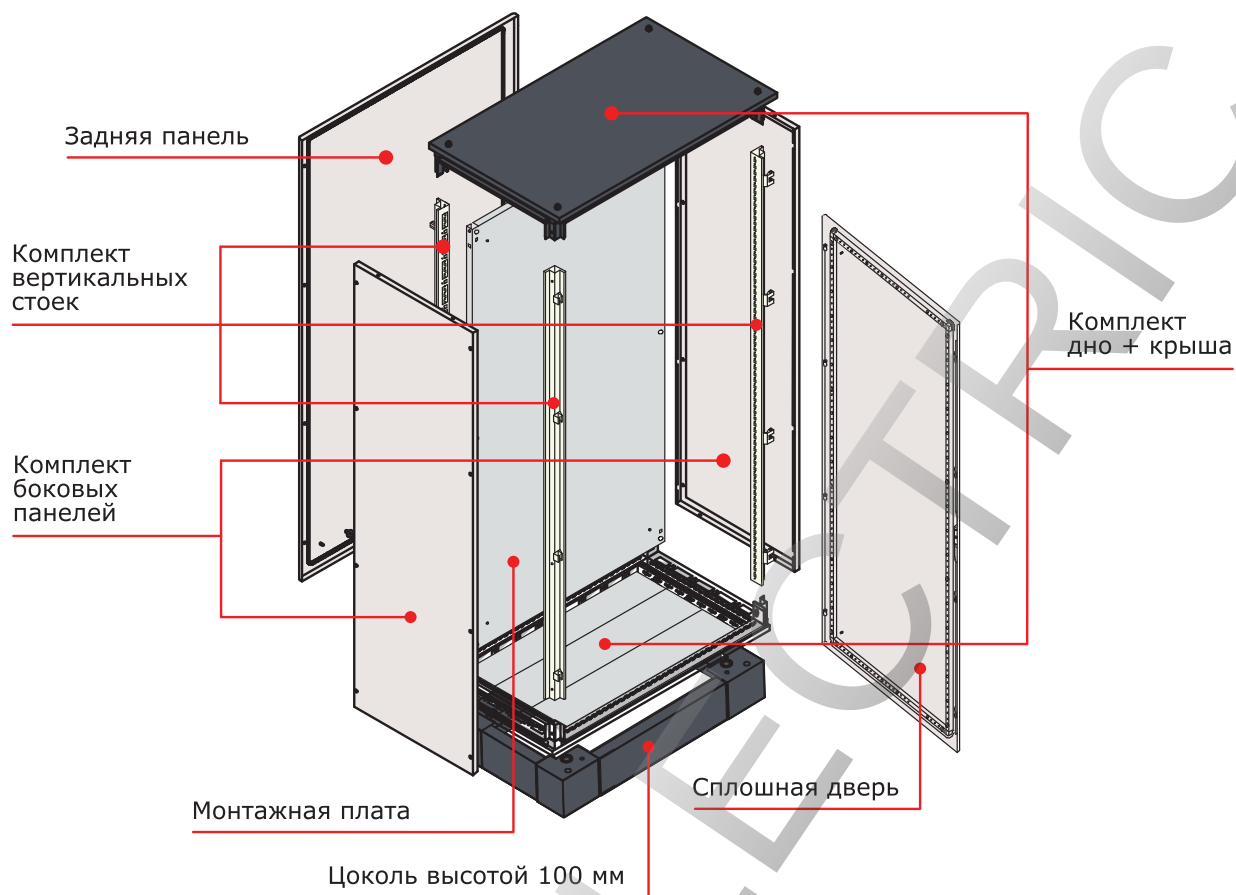 Задняя панель
Комплект
вертикальных
стоек
Комплект
дно + крыша
Комплект
боковых
панелей
Сплошная дверь
Монтажная плата
Цоколь высотой 100 мм
ECTRIC